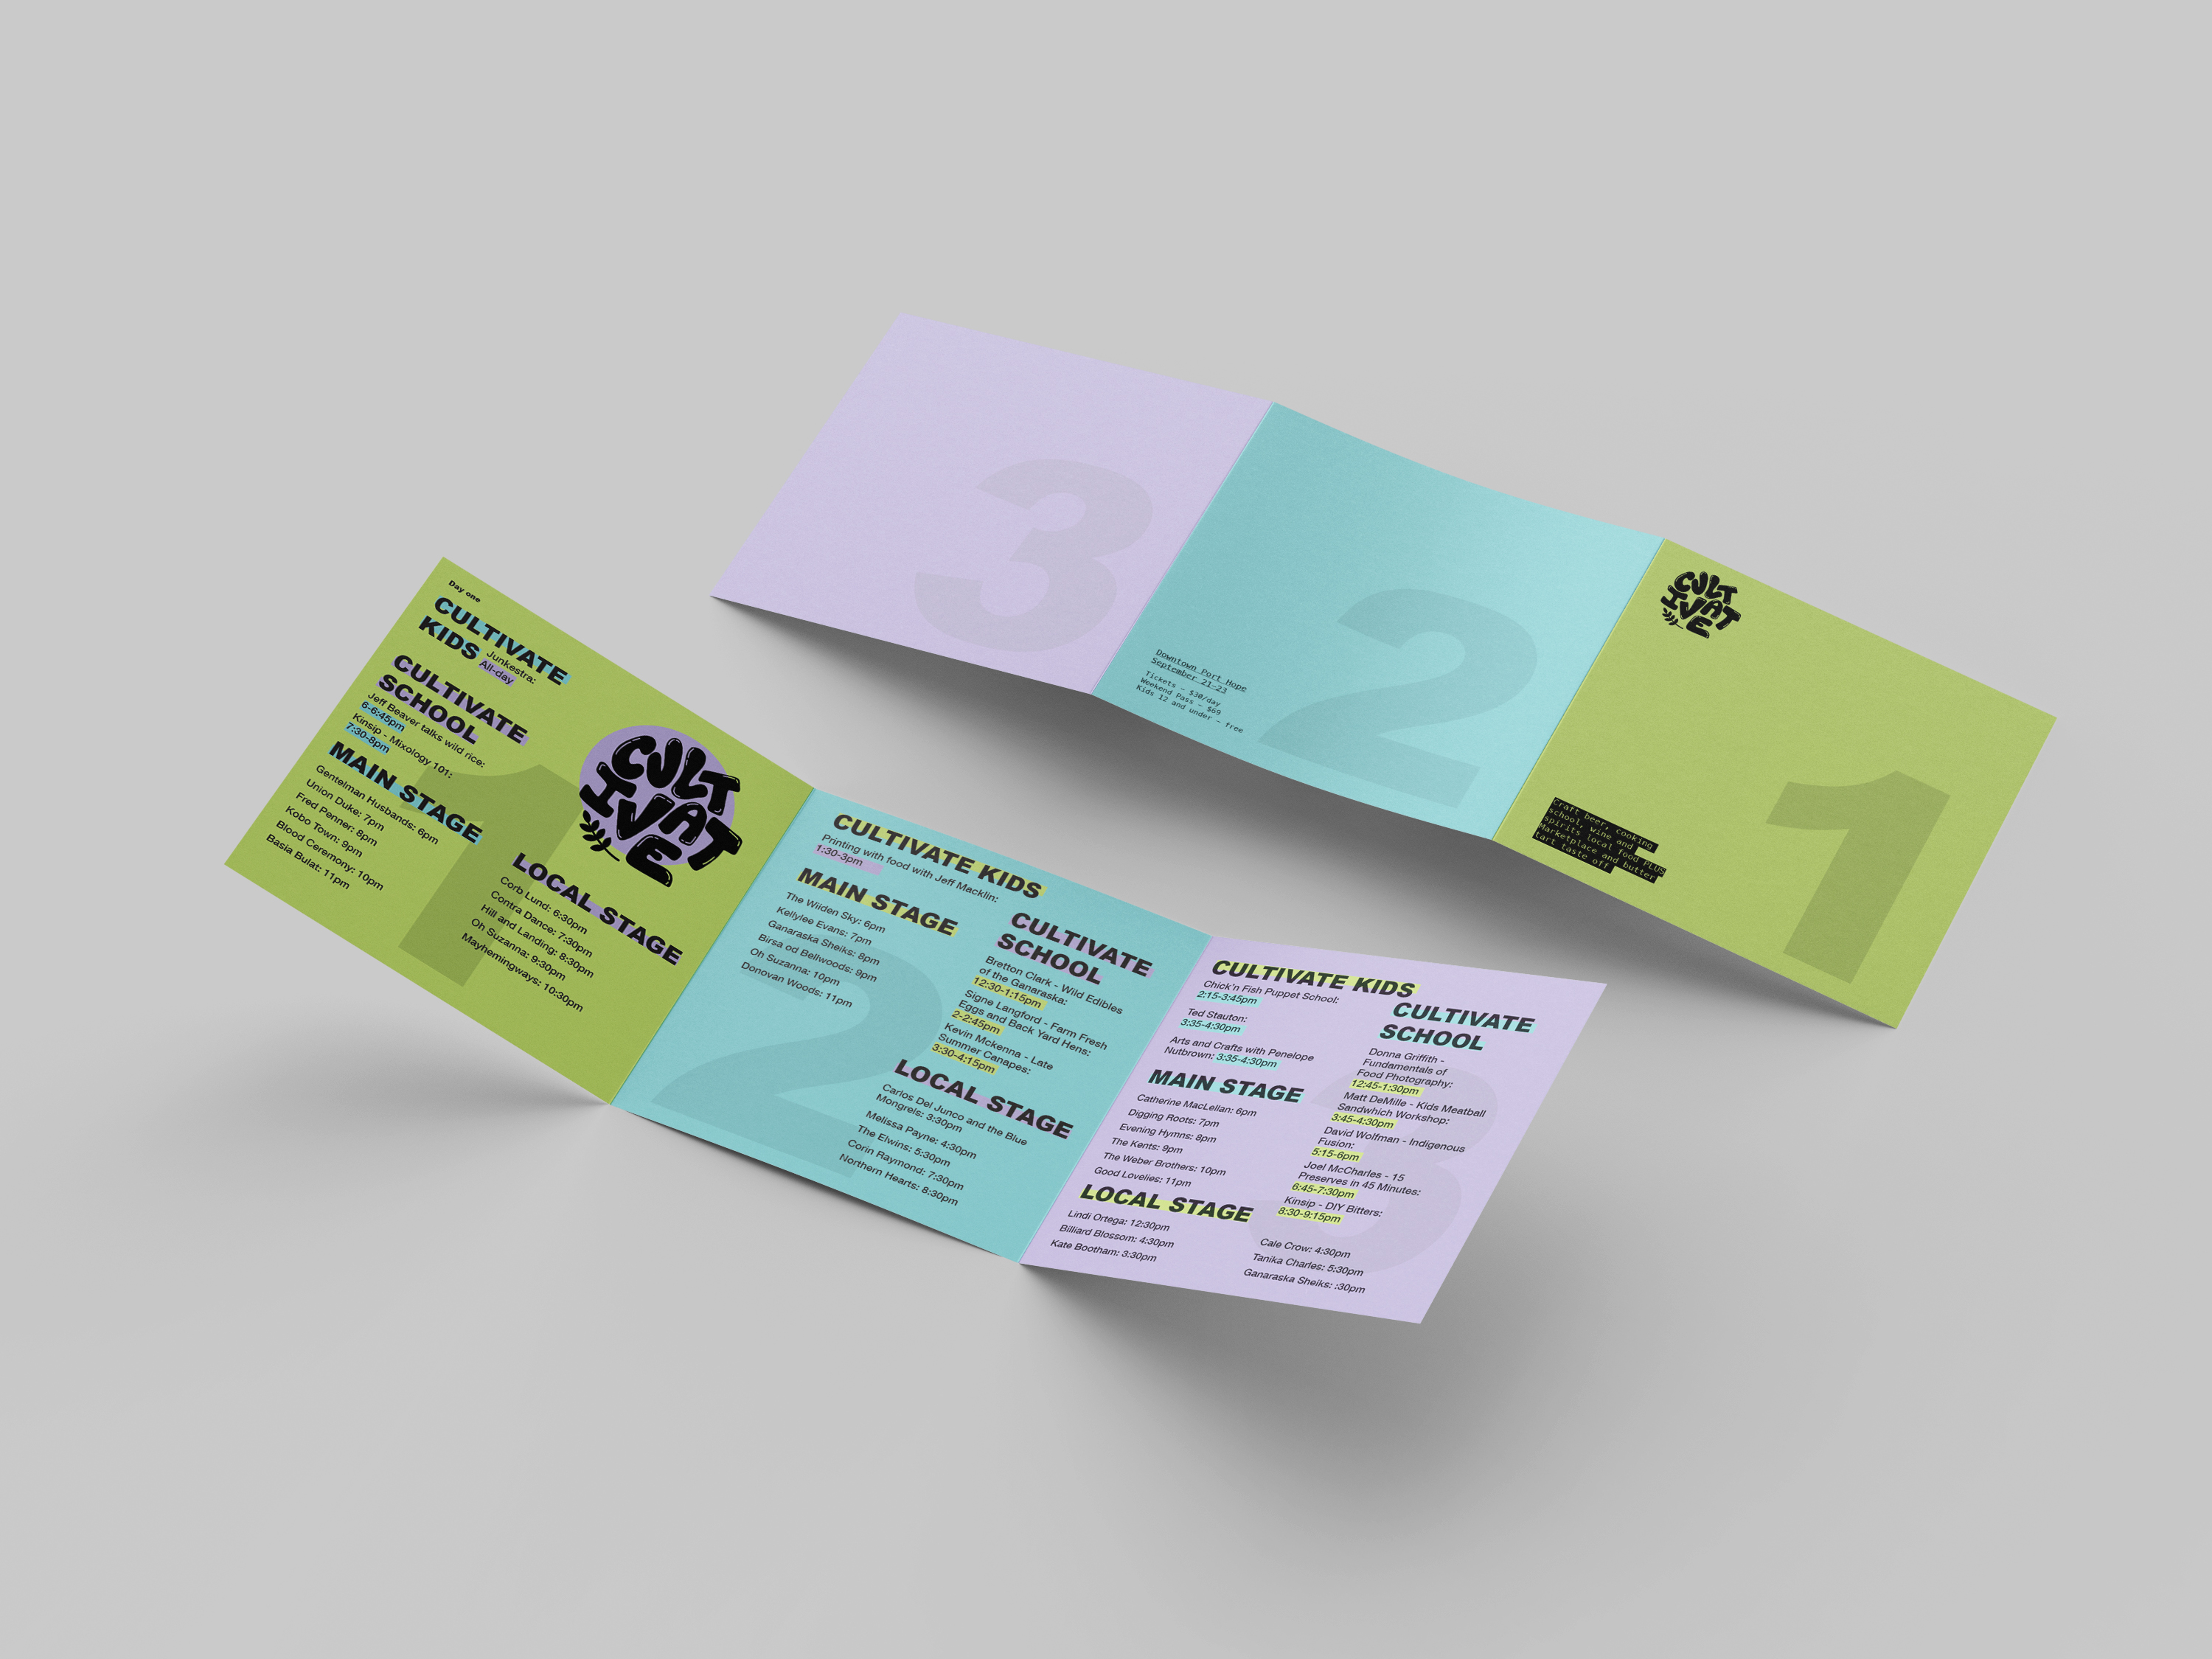 3
2
Downtown Port Hope
September 21-23
Tickets – $30/day
Weekend Pass – $69
Kids 12 and under – free
CULT
IVAT
E
Craft beer, cooking
school, wine and
spirits local food PLUS
Marketplace and butter
tart taste off
1
Day one
CULTIVATE
KIDS
Junkestra:
All-day
CULTIVATE
SCHOOL
Jeff Beaver talks wild rice:
6-6:45pm
Kinsip - Mixology 101:
7:30-8pm
MAIN STAGE
Gentelman Husbands: 6pm
Union Duke: 7pm
Fred Penner: 8pm
Kobo Town: 9pm
Blood Ceremony: 10pm
Basia Bulat: 11pm
1
CULT
IVAT
E
LOCAL STAGE
Corb Lund: 6:30pm
Contra Dance: 7:30pm
Hill and Landing: 8:30pm
Oh Suzanna: 9:30pm
Mayhemingways: 10:30pm
CULTIVATE KIDS
Printing with food with Jeff Macklin:
1:30-3pm
MAIN STAGE
The Wiiden Sky: 6pm
Kellylee Evans: 7pm
Ganaraska Sheiks: 8pm
Birsa od Bellwoods: 9pm
Oh Suzanna: 10pm
Donovan Woods: 11pm
2
CULTIVATE
SCHOOL
Bretton Clark - Wild Edibles
of the Ganaraska:
12:30-1:15pm
Signe Langford - Farm Fresh
Eggs and Back Yard Hens:
2-2:45pm
Kevin Mckenna - Late
Summer Canapes:
3:30-4:15pm
LOCAL STAGE
Carlos Del Junco and the Blue
Mongrels: 3:30pm
Melissa Payne: 4:30pm
The Elwins: 5:30pm
Corin Raymond: 7:30pm
Northern Hearts: 8:30pm
CULTIVATE KIDS
Chick'n Fish Puppet School:
2:15-3:45pm
Ted Stauton:
3:35-4:30pm
Arts and Crafts with Penelope
Nutbrown: 3:35-4:30pm
MAIN STAGE
Catherine MacLellan: 6pm
Digging Roots: 7pm
Evening Hymns: 8pm
The Kents: 9pm
The Weber Brothers: 10pm
Good Lovelies: 11pm
LOCAL STAGE
Lindi Ortega: 12:30pm
Billiard Blossom: 4:30pm
Kate Bootham: 3:30pm
CULTIVATE
SCHOOL
Donna Griffith -
Fundamentals of
Food Photography:
12:45-1:30pm
Matt DeMille - Kids Meatball
Sandwhich Workshop:
3:45-4:30pm
David Wolfman - Indigenous
Fusion:
5:15-6pm
Joel McCharles - 15
Preserves in 45 Minutes:
6:45-7:30pm
Kinsip - DIY Bitters:
8:30-9:15pm
3
Cale Crow: 4:30pm
Tanika Charles: 5:30pm
Ganaraska Sheiks: :30pm